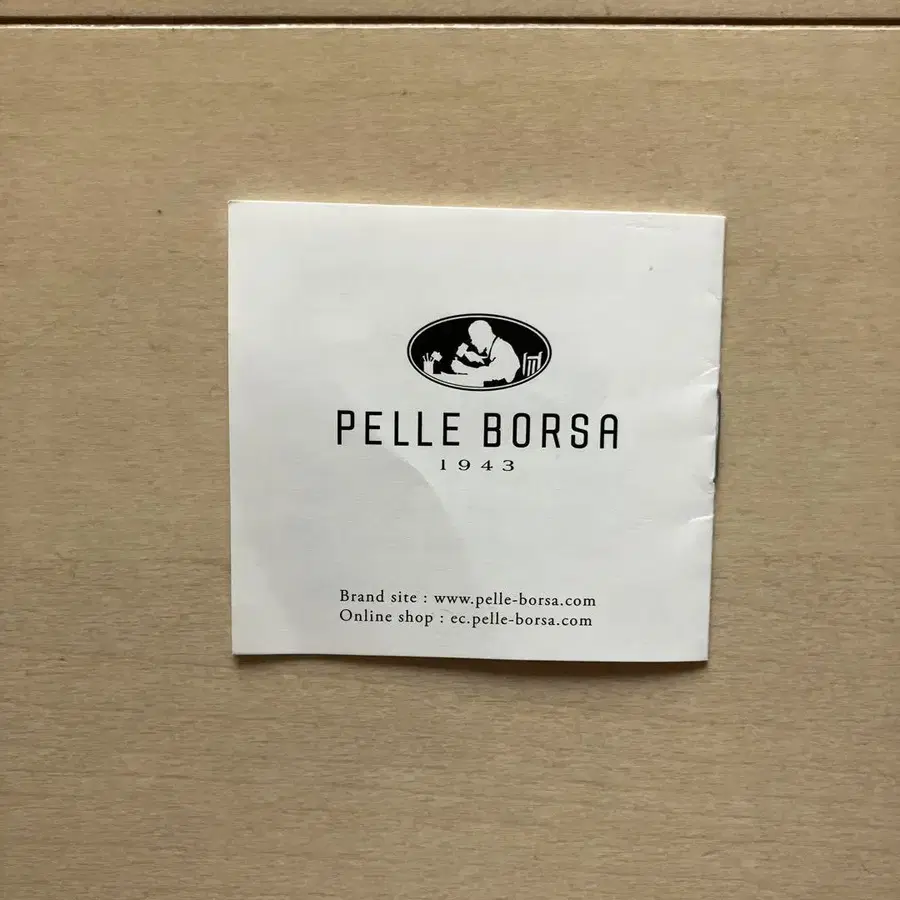 PELLE BORSA
1943
Brand site : www.pelle-borsa.com
Online shop : ec.pelle-borsa.com